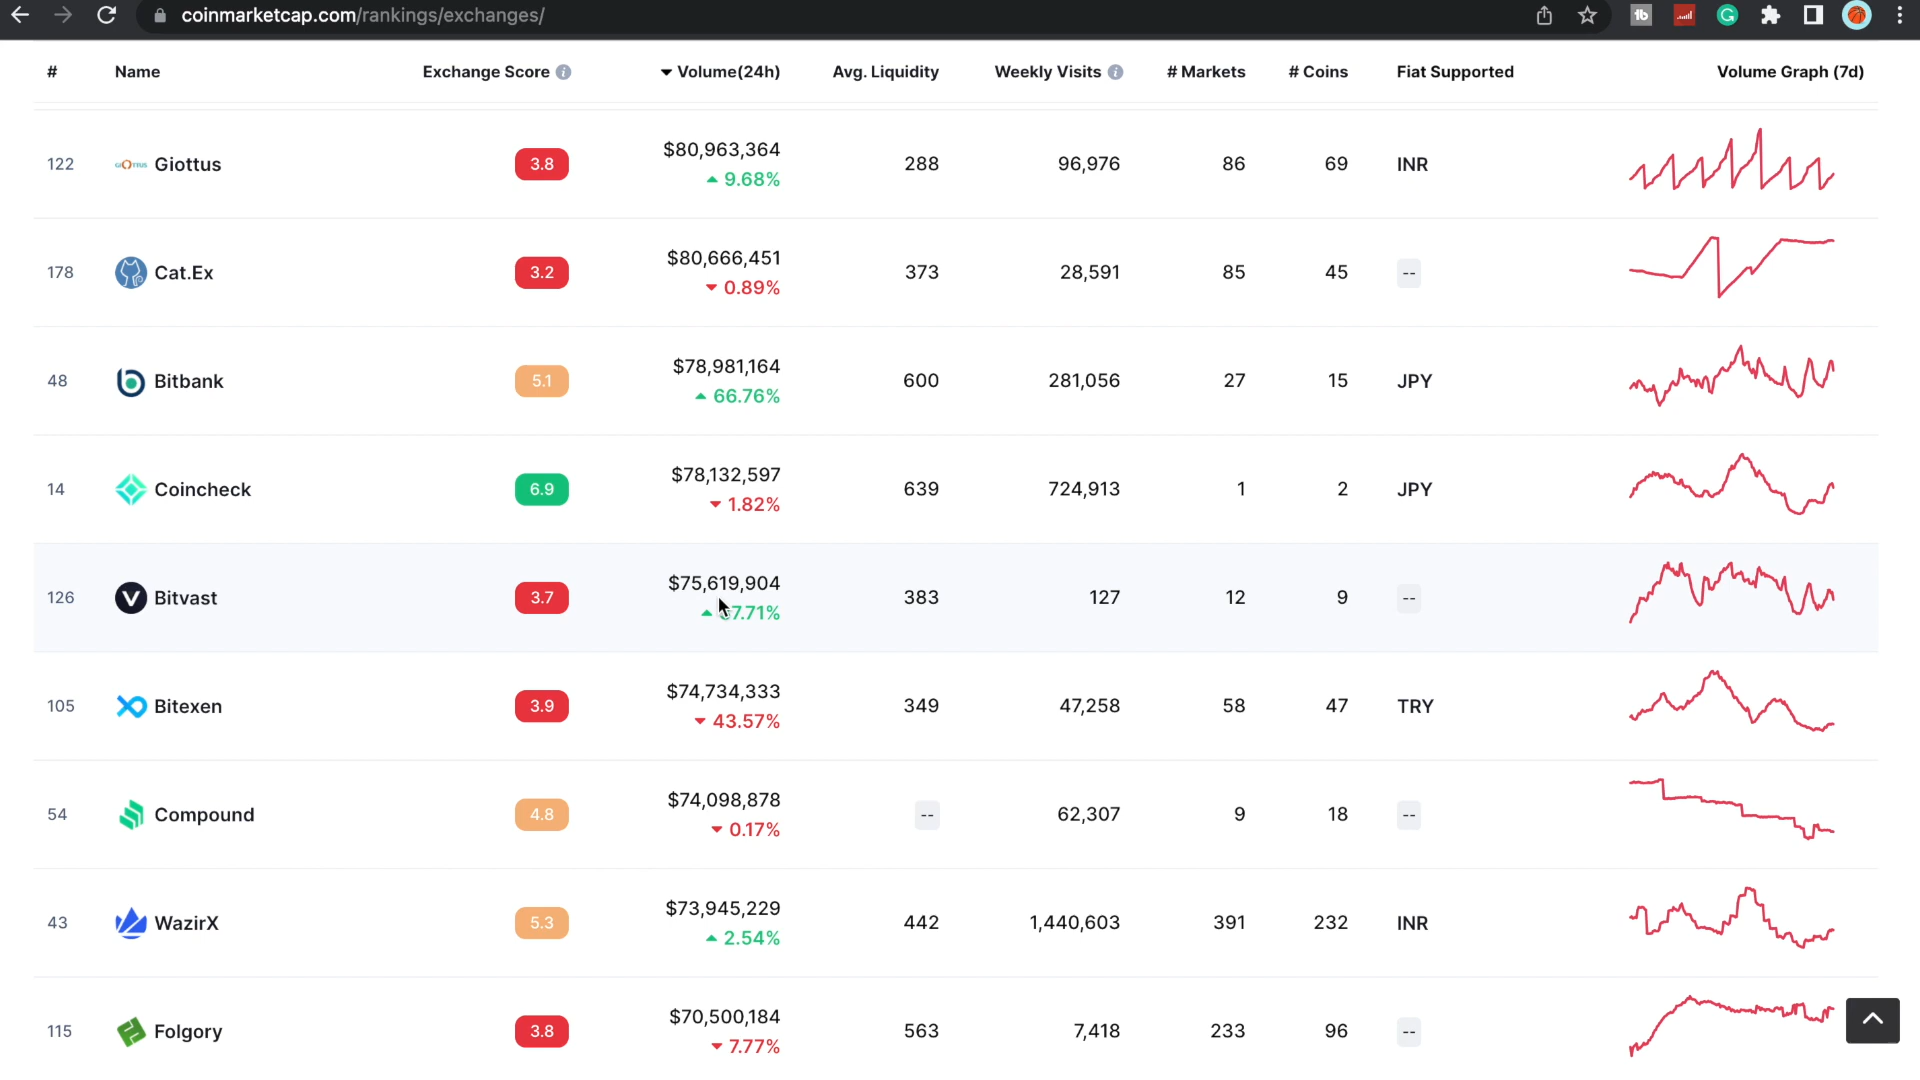 coinmarketcap.com/rankings/exchanges/
# Name Exchange Score Volume(24h) Avg. Liquidity Weekly Visits # Markets # Coins Fiat Supported Volume Graph (7d)
122 Giottus 3.8 $80,963,364 288 96,976 86 69 INR
9.68%
178 Cat.Ex 3.2 $80,666,451 373 28,591 85 45 --
0.89%
48 Bitbank 5.1 $78,981,164 600 281,056 27 15 JPY
66.76%
14 Coincheck 6.9 $78,132,597 639 724,913 1 2 JPY
1.82%
126 Bitvast 3.7 $75,619,904 383 127 12 9 --
7.71%
105 Bitexen 3.9 $74,734,333 349 47,258 58 47 TRY
43.57%
54 Compound 4.8 $74,098,878 -- 62,307 9 18 --
0.17%
43 WazirX 5.3 $73,945,229 442 1,440,603 391 232 INR
2.54%
115 Folgory 3.8 $70,500,184 563 7,418 233 96 --
7.77%